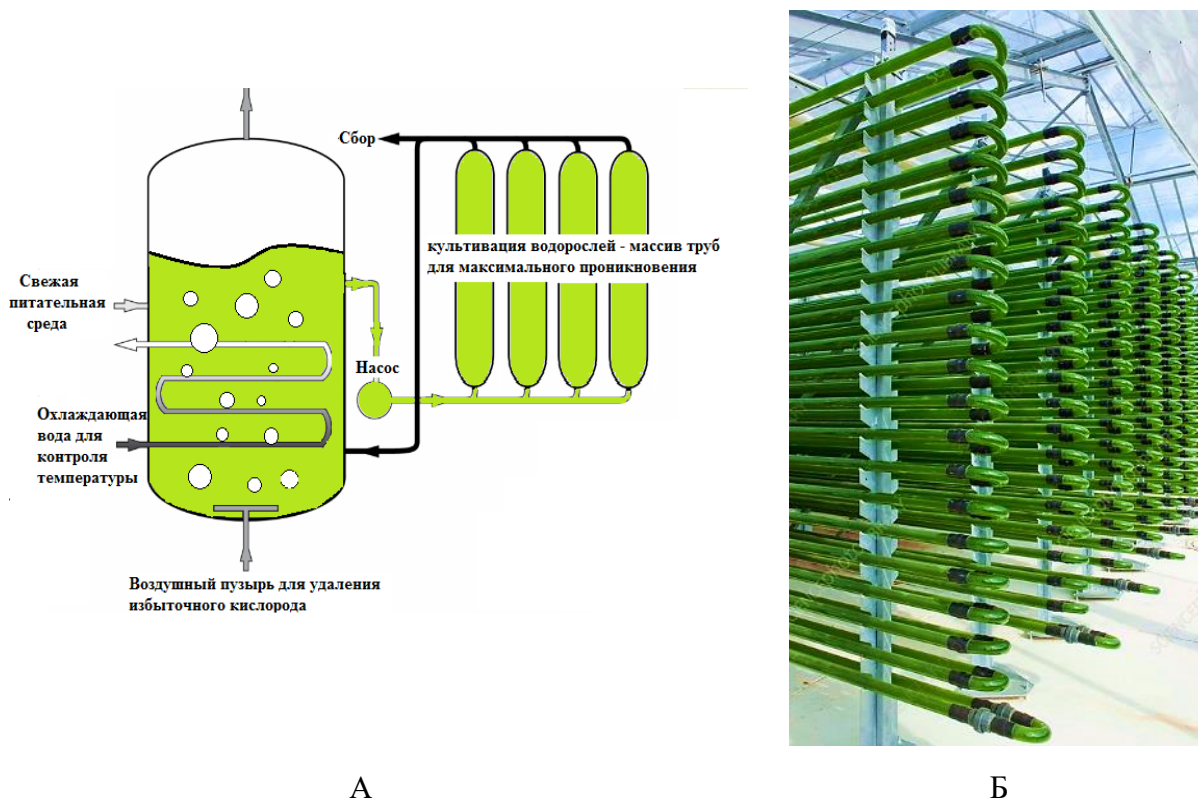 Сбор
культивация водорослей - массив труб
для максимального проникновения
Свежая
питательная
среда
Насос
Охлаждающая
вода для
контроля
температуры
Воздушный пузырь для удаления
избыточного кислорода
А
Б